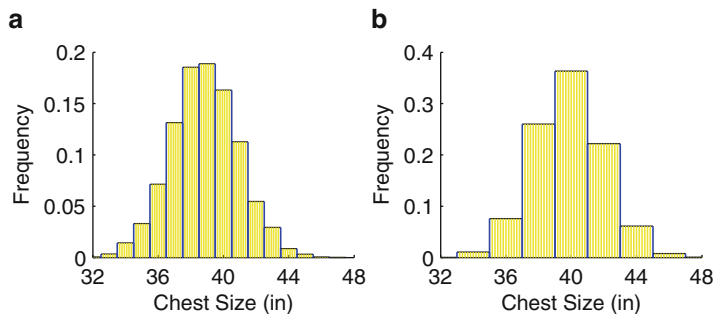 a
0.2
0.15
0.1
0.05
0
Frequency
32 36 40 44 48
Chest Size (in)
b
0.4
0.3
0.2
0.1
0
Frequency
32 36 40 44 48
Chest Size (in)